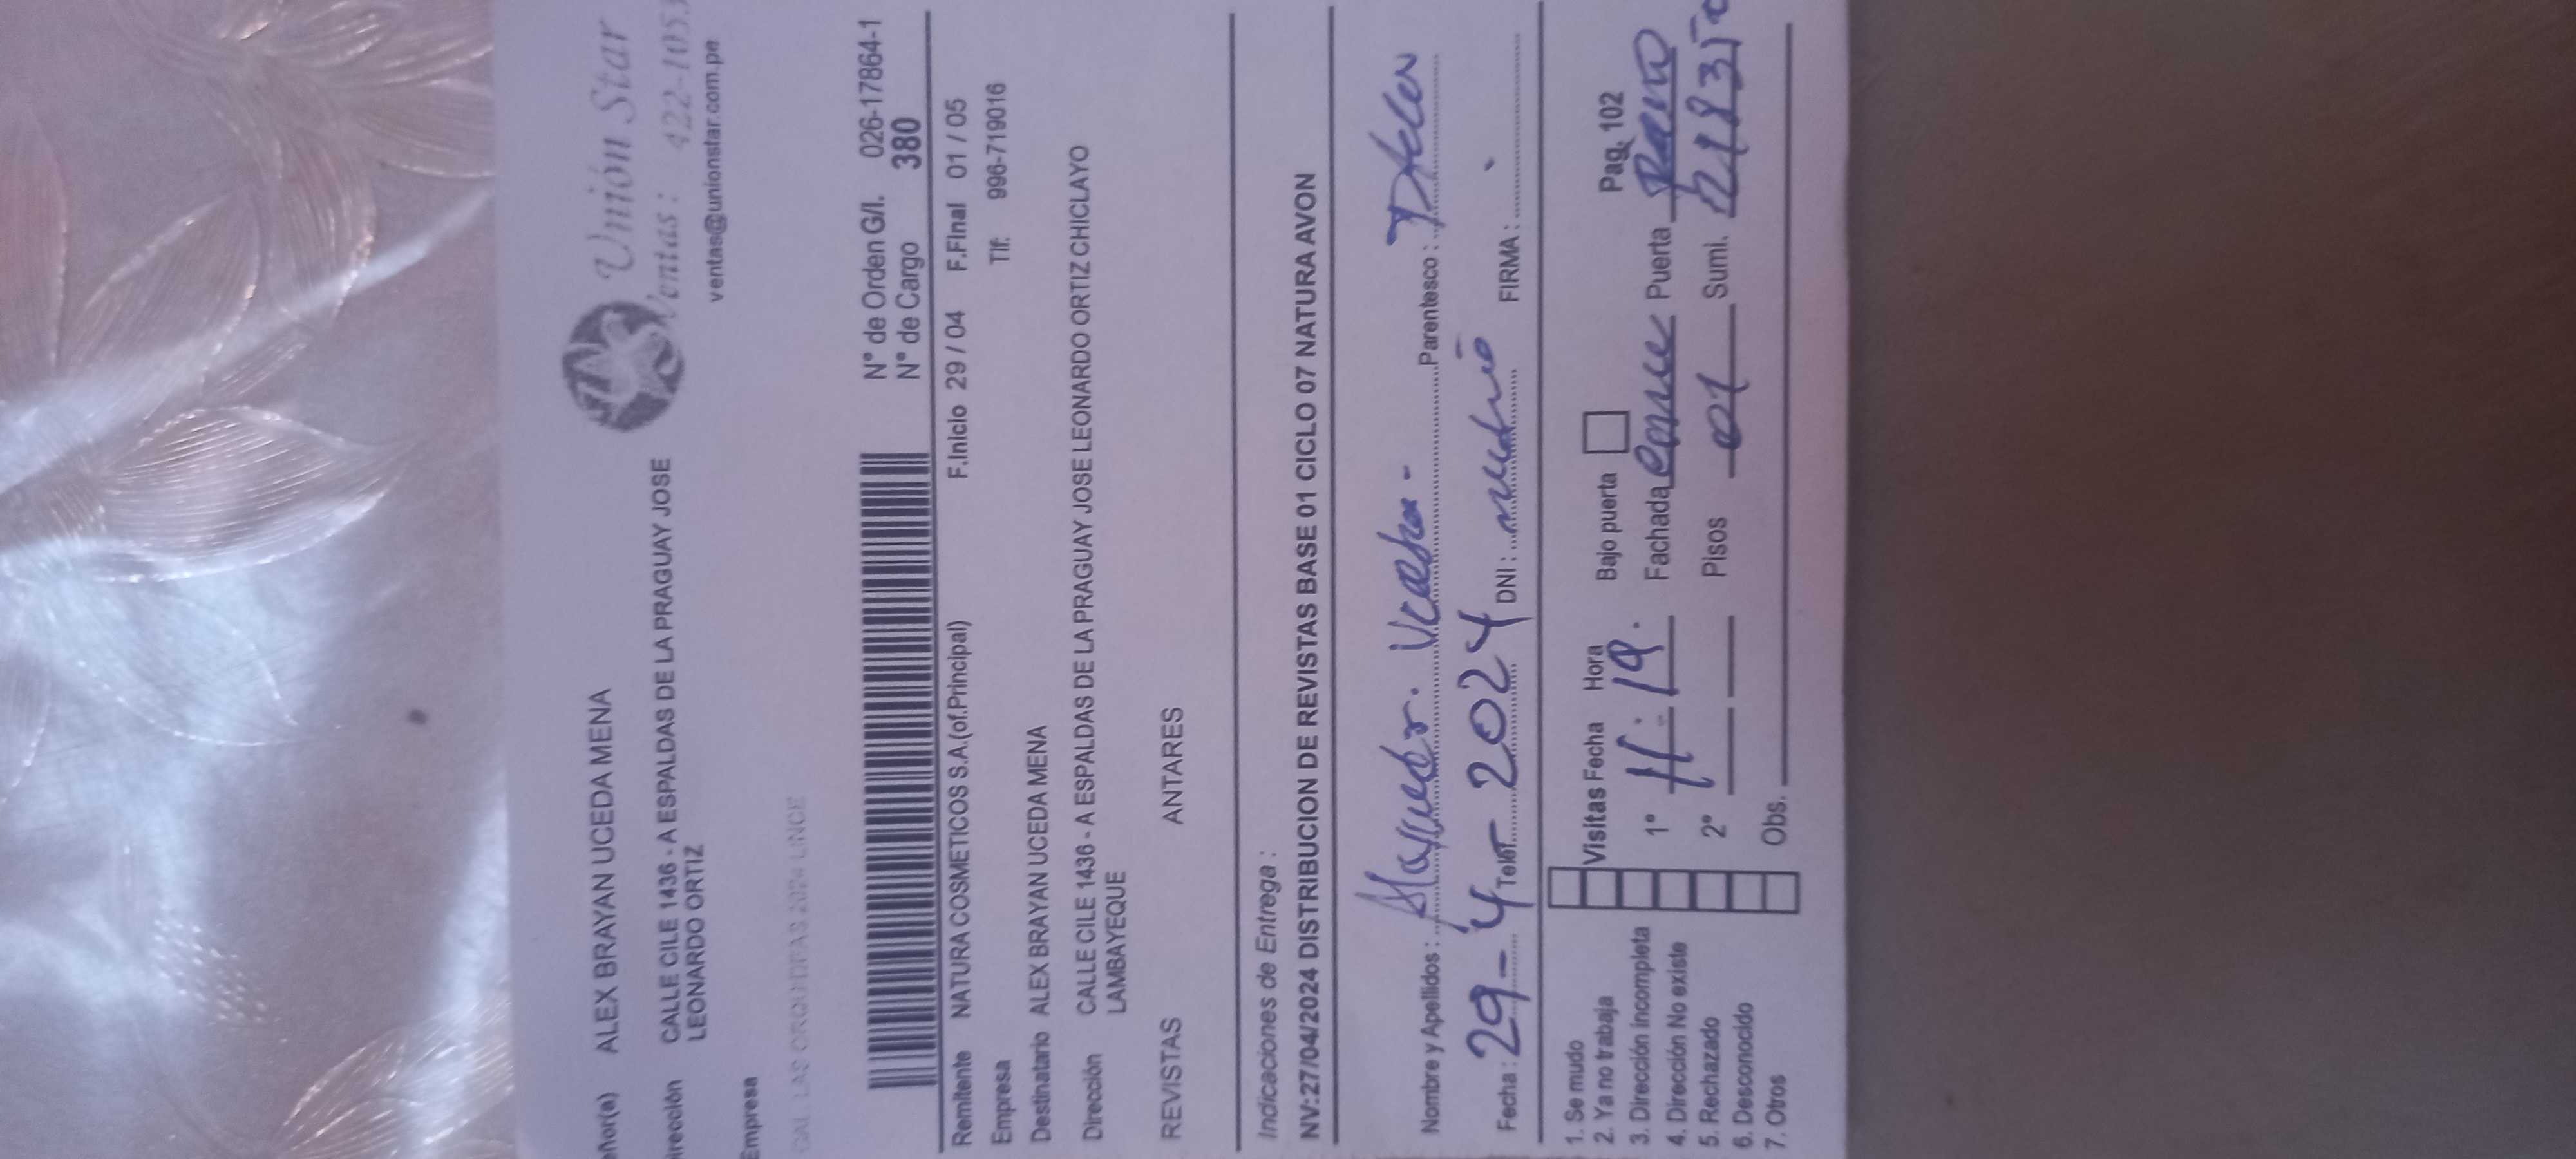 Unión Star
Ventas: 422-105
ventas@unionstar.com.pe
eñor(a) ALEX BRAYAN UCEDA MENA
irección CALLE CILE 1436 - A ESPALDAS DE LA PRAGUAY JOSE
LEONARDO ORTIZ
Empresa
LAS ORQUIDEAS 2024 LINCE
N° de Orden G/I. 026-17864-1
N° de Cargo 380
Remitente NATURA COSMETICOS S.A.(of.Principal) F.Inicio 29 / 04 F.Final 01 / 05
Empresa Tlf: 996-719016
Destinatario ALEX BRAYAN UCEDA MENA
Dirección CALLE CILE 1436 - A ESPALDAS DE LA PRAGUAY JOSE LEONARDO ORTIZ CHICLAYO
LAMBAYEQUE
REVISTAS ANTARES
Indicaciones de Entrega :
NV:27/04/2024 DISTRIBUCION DE REVISTAS BASE 01 CICLO 07 NATURA AVON
Nombre y Apellidos : Uceda - Parentesco :
Fecha : 29 - 4 - 2024 Telef DNI : FIRMA :
1. Se mudo
2. Ya no trabaja Visitas Fecha Hora Bajo puerta Pag. 102
3. Dirección incompleta 1° 11:19. Fachada Puerta
4. Dirección No existe
5. Rechazado 2° Pisos 01 Sumi.
6. Desconocido
7. Otros Obs.